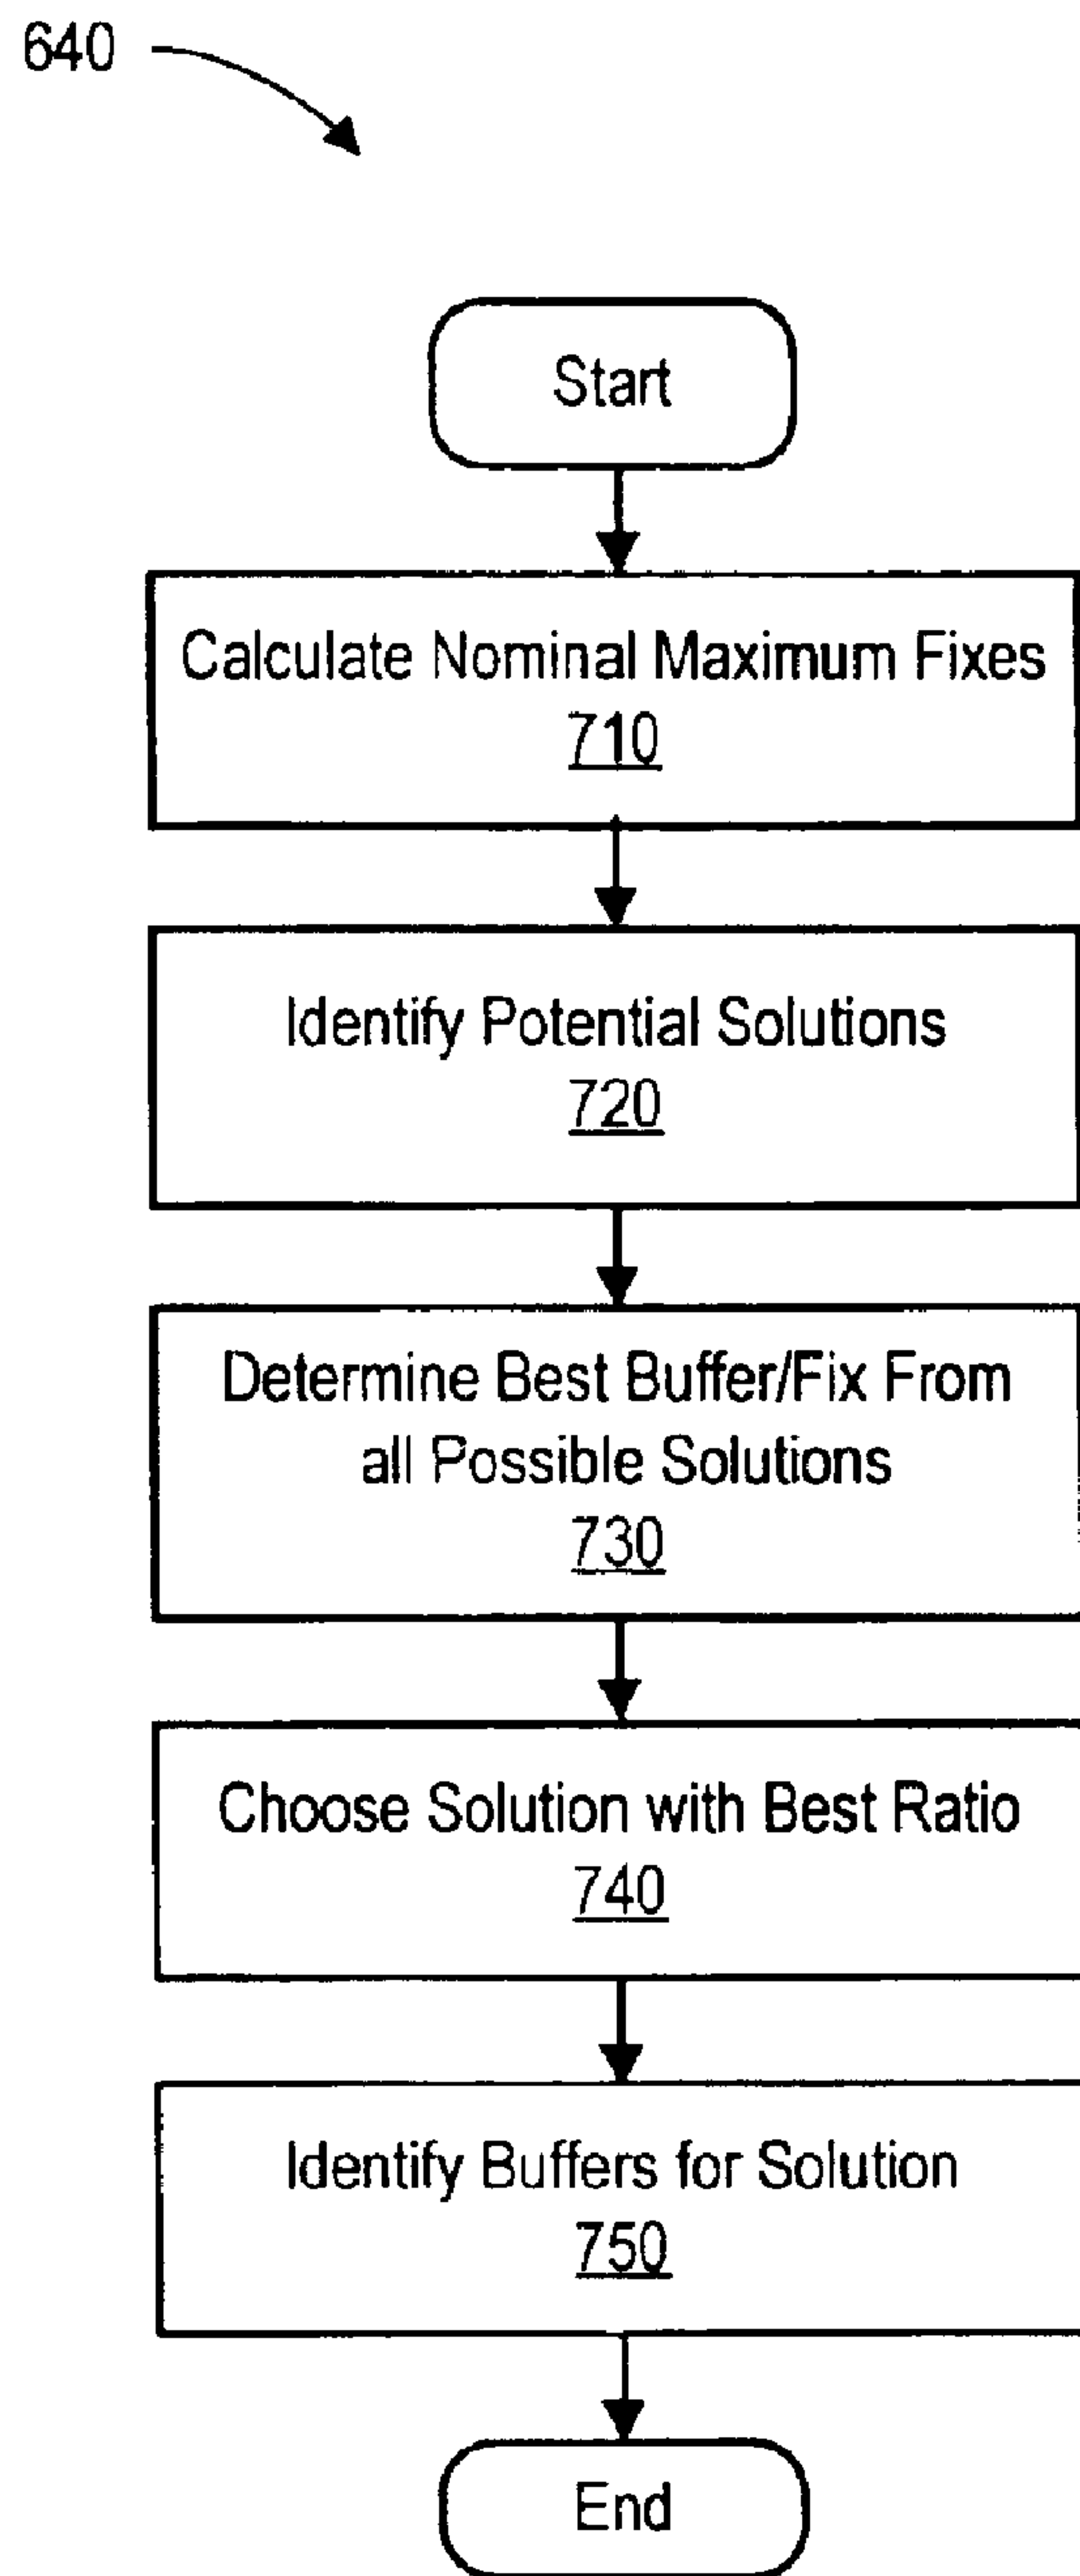 640
Start
Calculate Nominal Maximum Fixes
710
Identify Potential Solutions
720
Determine Best Buffer/Fix From
all Possible Solutions
730
Choose Solution with Best Ratio
740
Identify Buffers for Solution
750
End